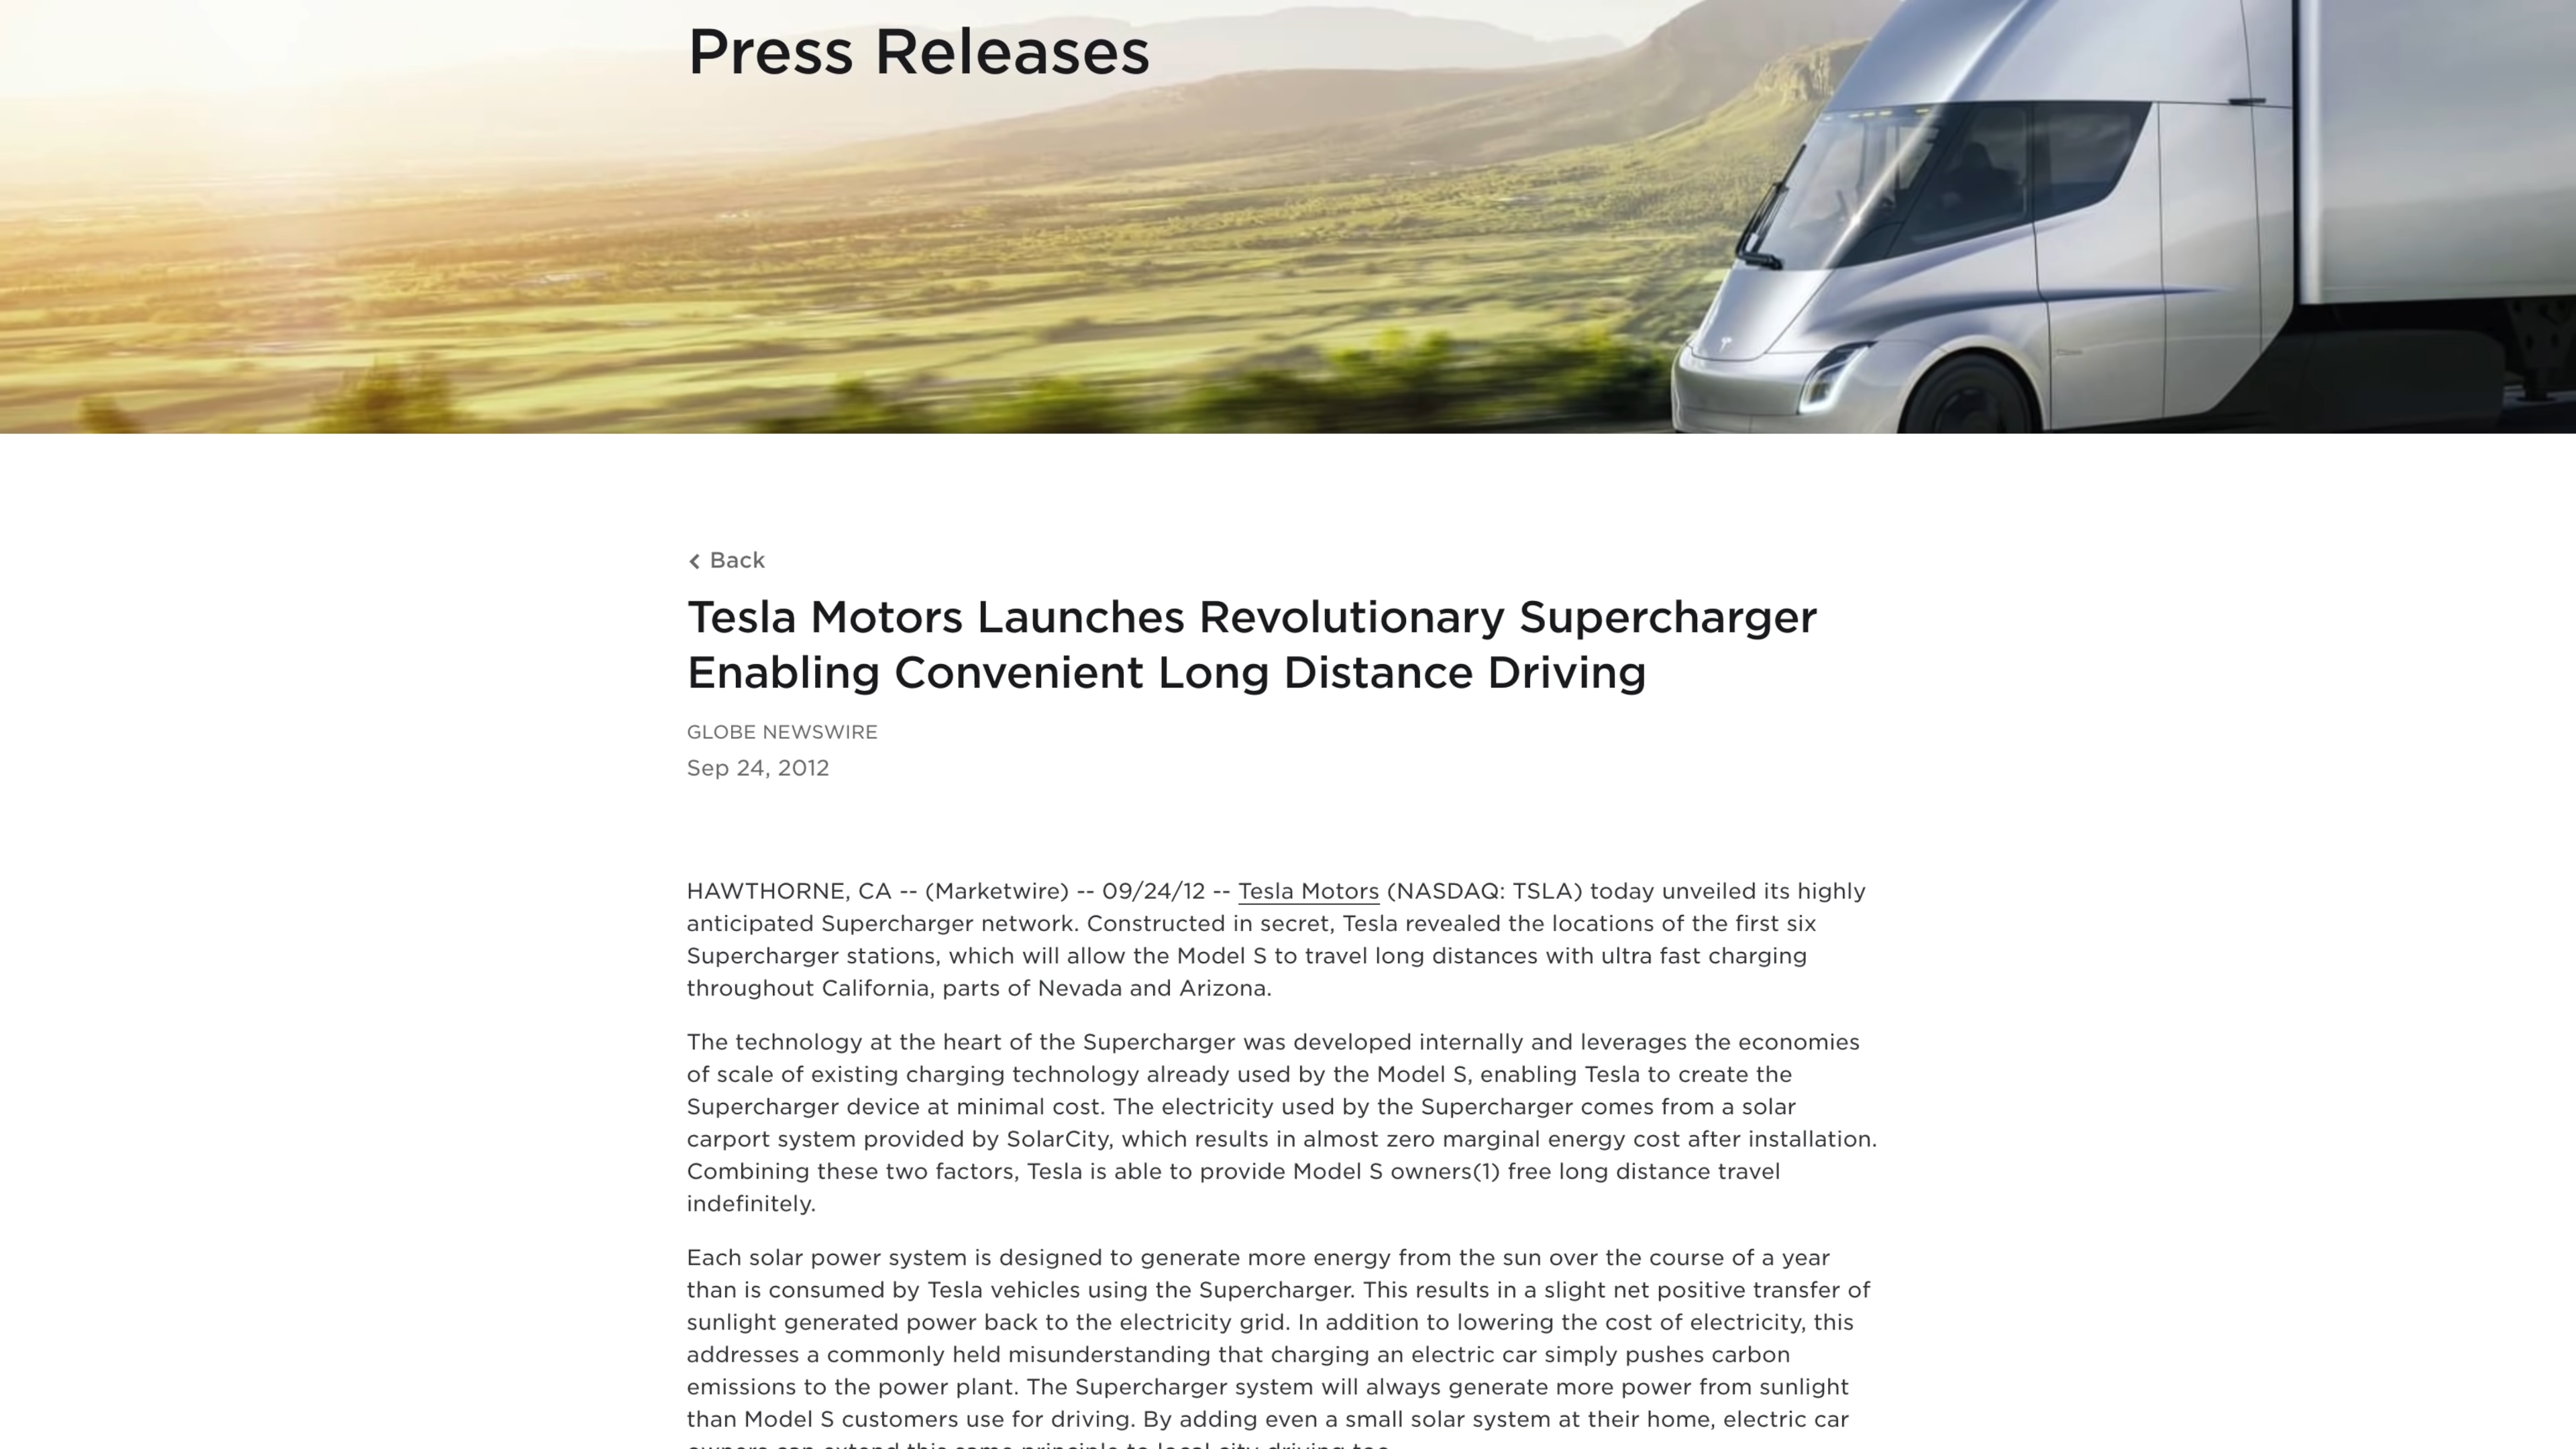 Press Releases
Back
Tesla Motors Launches Revolutionary Supercharger
Enabling Convenient Long Distance Driving
GLOBE NEWSWIRE
Sep 24, 2012
HAWTHORNE, CA -- (Marketwire) -- 09/24/12 -- Tesla Motors (NASDAQ: TSLA) today unveiled its highly
anticipated Supercharger network. Constructed in secret, Tesla revealed the locations of the first six
Supercharger stations, which will allow the Model S to travel long distances with ultra fast charging
throughout California, parts of Nevada and Arizona.
The technology at the heart of the Supercharger was developed internally and leverages the economies
of scale of existing charging technology already used by the Model S, enabling Tesla to create the
Supercharger device at minimal cost. The electricity used by the Supercharger comes from a solar
carport system provided by SolarCity, which results in almost zero marginal energy cost after installation.
Combining these two factors, Tesla is able to provide Model S owners(1) free long distance travel
indefinitely.
Each solar power system is designed to generate more energy from the sun over the course of a year
than is consumed by Tesla vehicles using the Supercharger. This results in a slight net positive transfer of
sunlight generated power back to the electricity grid. In addition to lowering the cost of electricity, this
addresses a commonly held misunderstanding that charging an electric car simply pushes carbon
emissions to the power plant. The Supercharger system will always generate more power from sunlight
than Model S customers use for driving. By adding even a small solar system at their home, electric car
owners can extend this same principle to local city driving too.